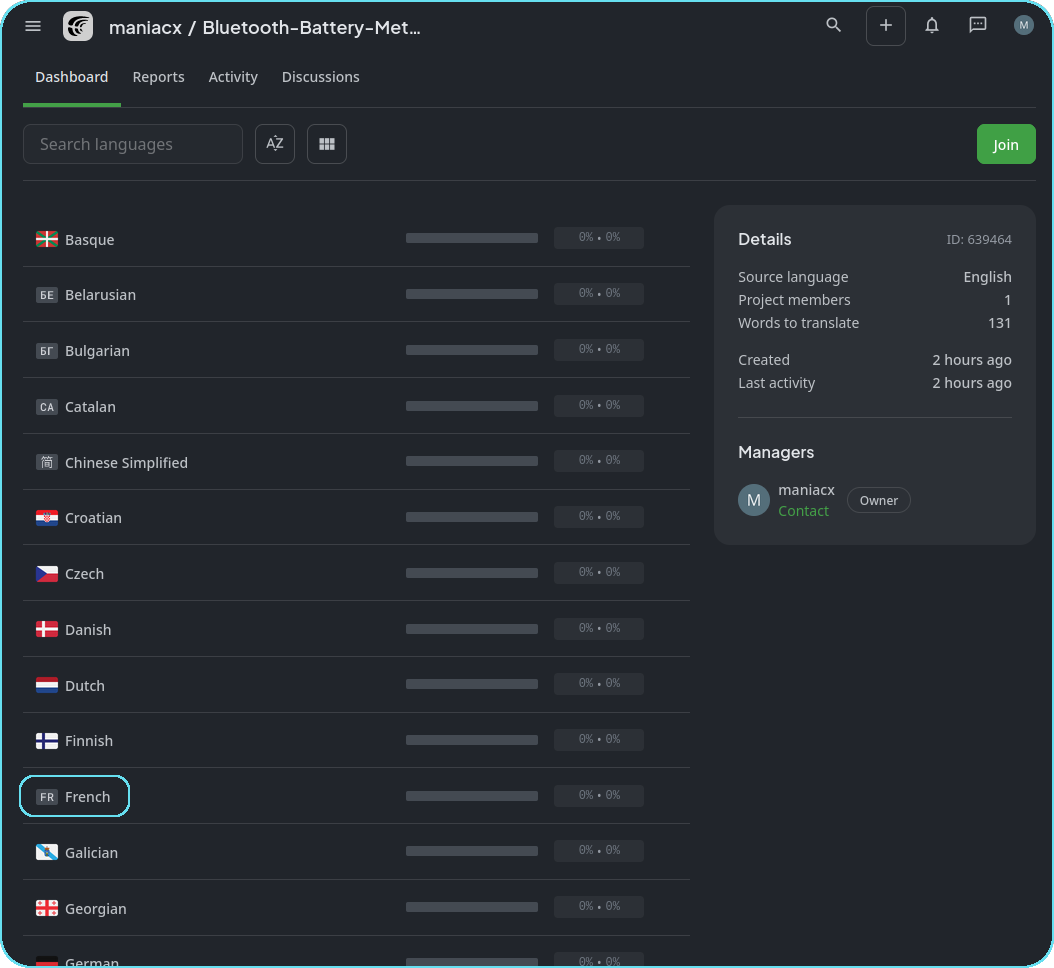 maniacx / Bluetooth-Battery-Met...
M
Dashboard Reports Activity Discussions
Search languages
AZ
Join
Basque 0% • 0%
БЕ Belarusian 0% • 0%
БГ Bulgarian 0% • 0%
CA Catalan 0% • 0%
简 Chinese Simplified 0% • 0%
Croatian 0% • 0%
Czech 0% • 0%
Danish 0% • 0%
Dutch 0% • 0%
Finnish 0% • 0%
FR French 0% • 0%
Galician 0% • 0%
Georgian 0% • 0%
German 0% • 0%
Details ID: 639464
Source language English
Project members 1
Words to translate 131
Created 2 hours ago
Last activity 2 hours ago
Managers
M maniacx Owner
Contact